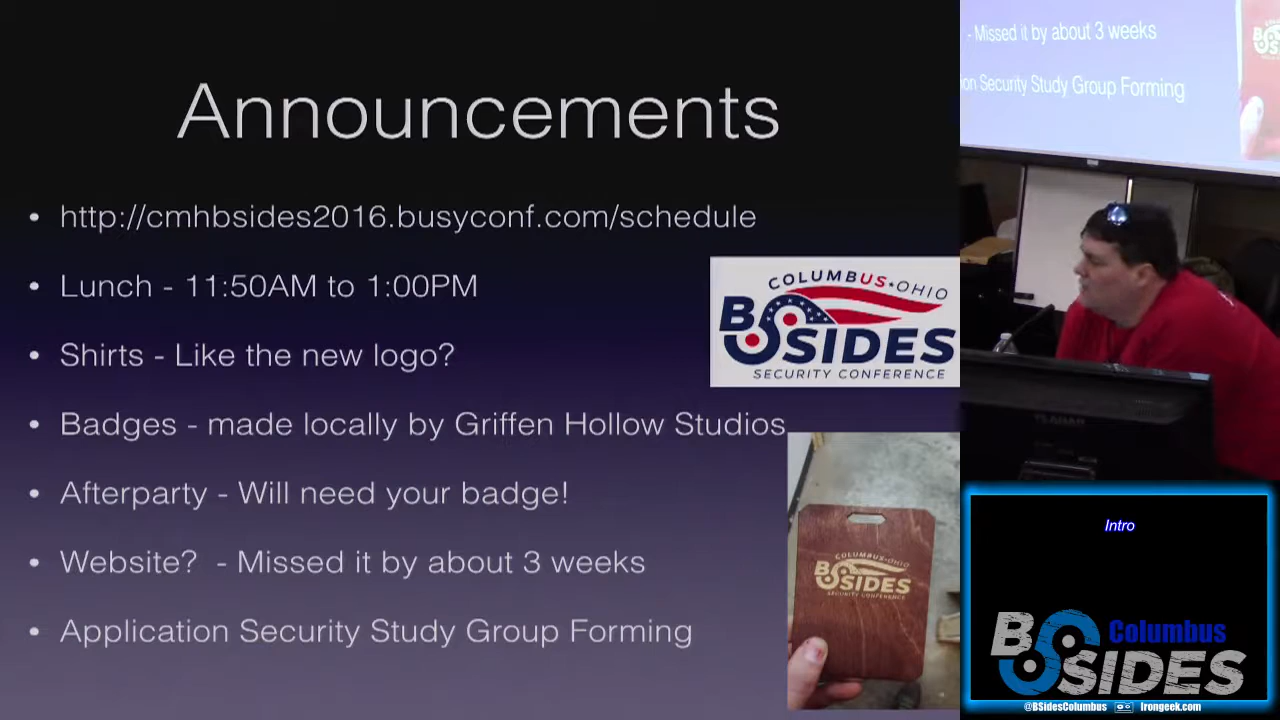 Announcements
• http://cmhbsides2016.busyconf.com/schedule
• Lunch - 11:50AM to 1:00PM
• Shirts - Like the new logo?
• Badges - made locally by Griffen Hollow Studios
• Afterparty - Will need your badge!
• Website? - Missed it by about 3 weeks
• Application Security Study Group Forming
COLUMBUS•OHIO
BSIDES
SECURITY CONFERENCE
COLUMBUS•OHIO
BSIDES
SECURITY CONFERENCE
- Missed it by about 3 weeks
on Security Study Group Forming
Intro
BSIDES
Columbus
@BSidesColumbus Irongeek.com